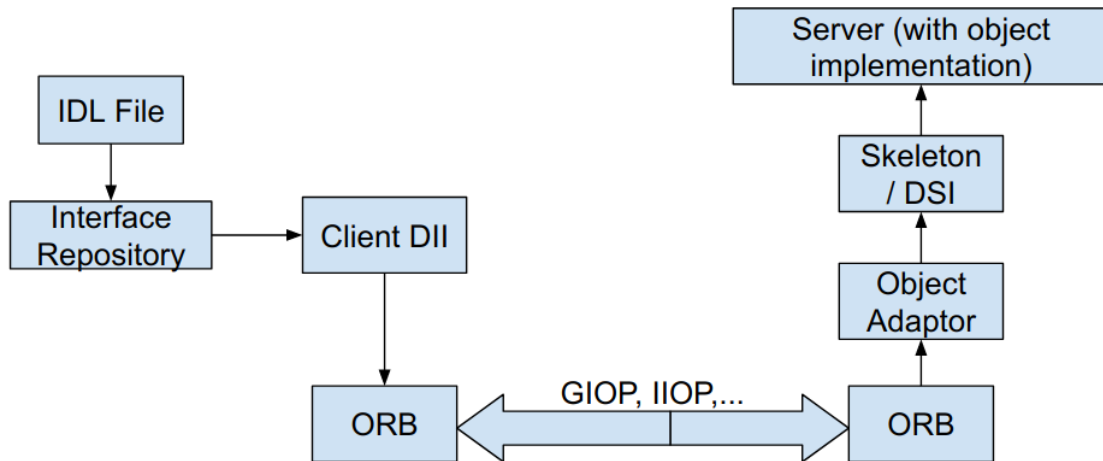 Server (with object
implementation)
IDL File
Skeleton
/ DSI
Interface
Repository
Client DII
Object
Adaptor
GIOP, IIOP,...
ORB
ORB